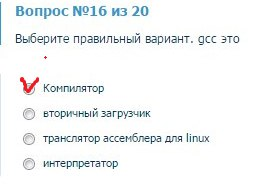 Вопрос №16 из 20
Выберите правильный вариант. gcc это
Компилятор
вторичный загрузчик
транслятор ассемблера для linux
интерпретатор